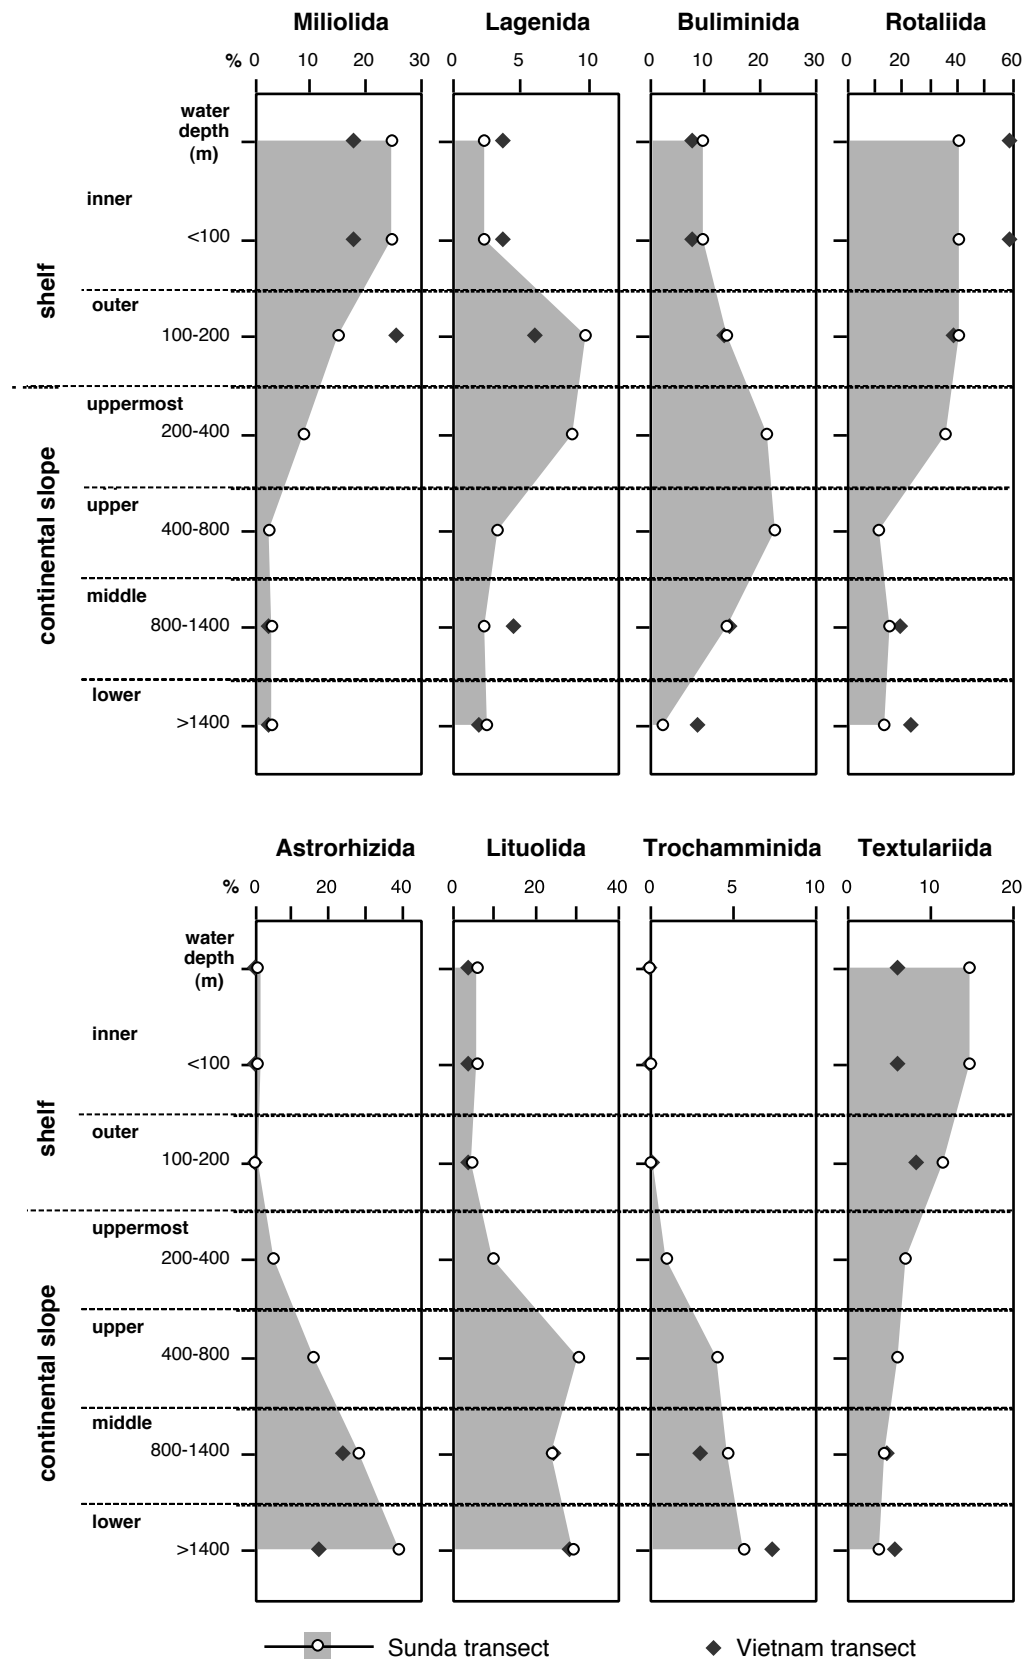 Miliolida Lagenida Buliminida Rotaliida
% 0 10 20 30 0 5 10 0 10 20 30 0 20 40 60
water
depth
(m)
inner
<100
shelf
outer
100-200
uppermost
200-400
continental slope
upper
400-800
middle
800-1400
lower
>1400
Astrorhizida Lituolida Trochamminida Textulariida
% 0 20 40 0 20 40 0 5 10 0 10 20
water
depth
(m)
inner
<100
shelf
outer
100-200
uppermost
200-400
continental slope
upper
400-800
middle
800-1400
lower
>1400
Sunda transect Vietnam transect